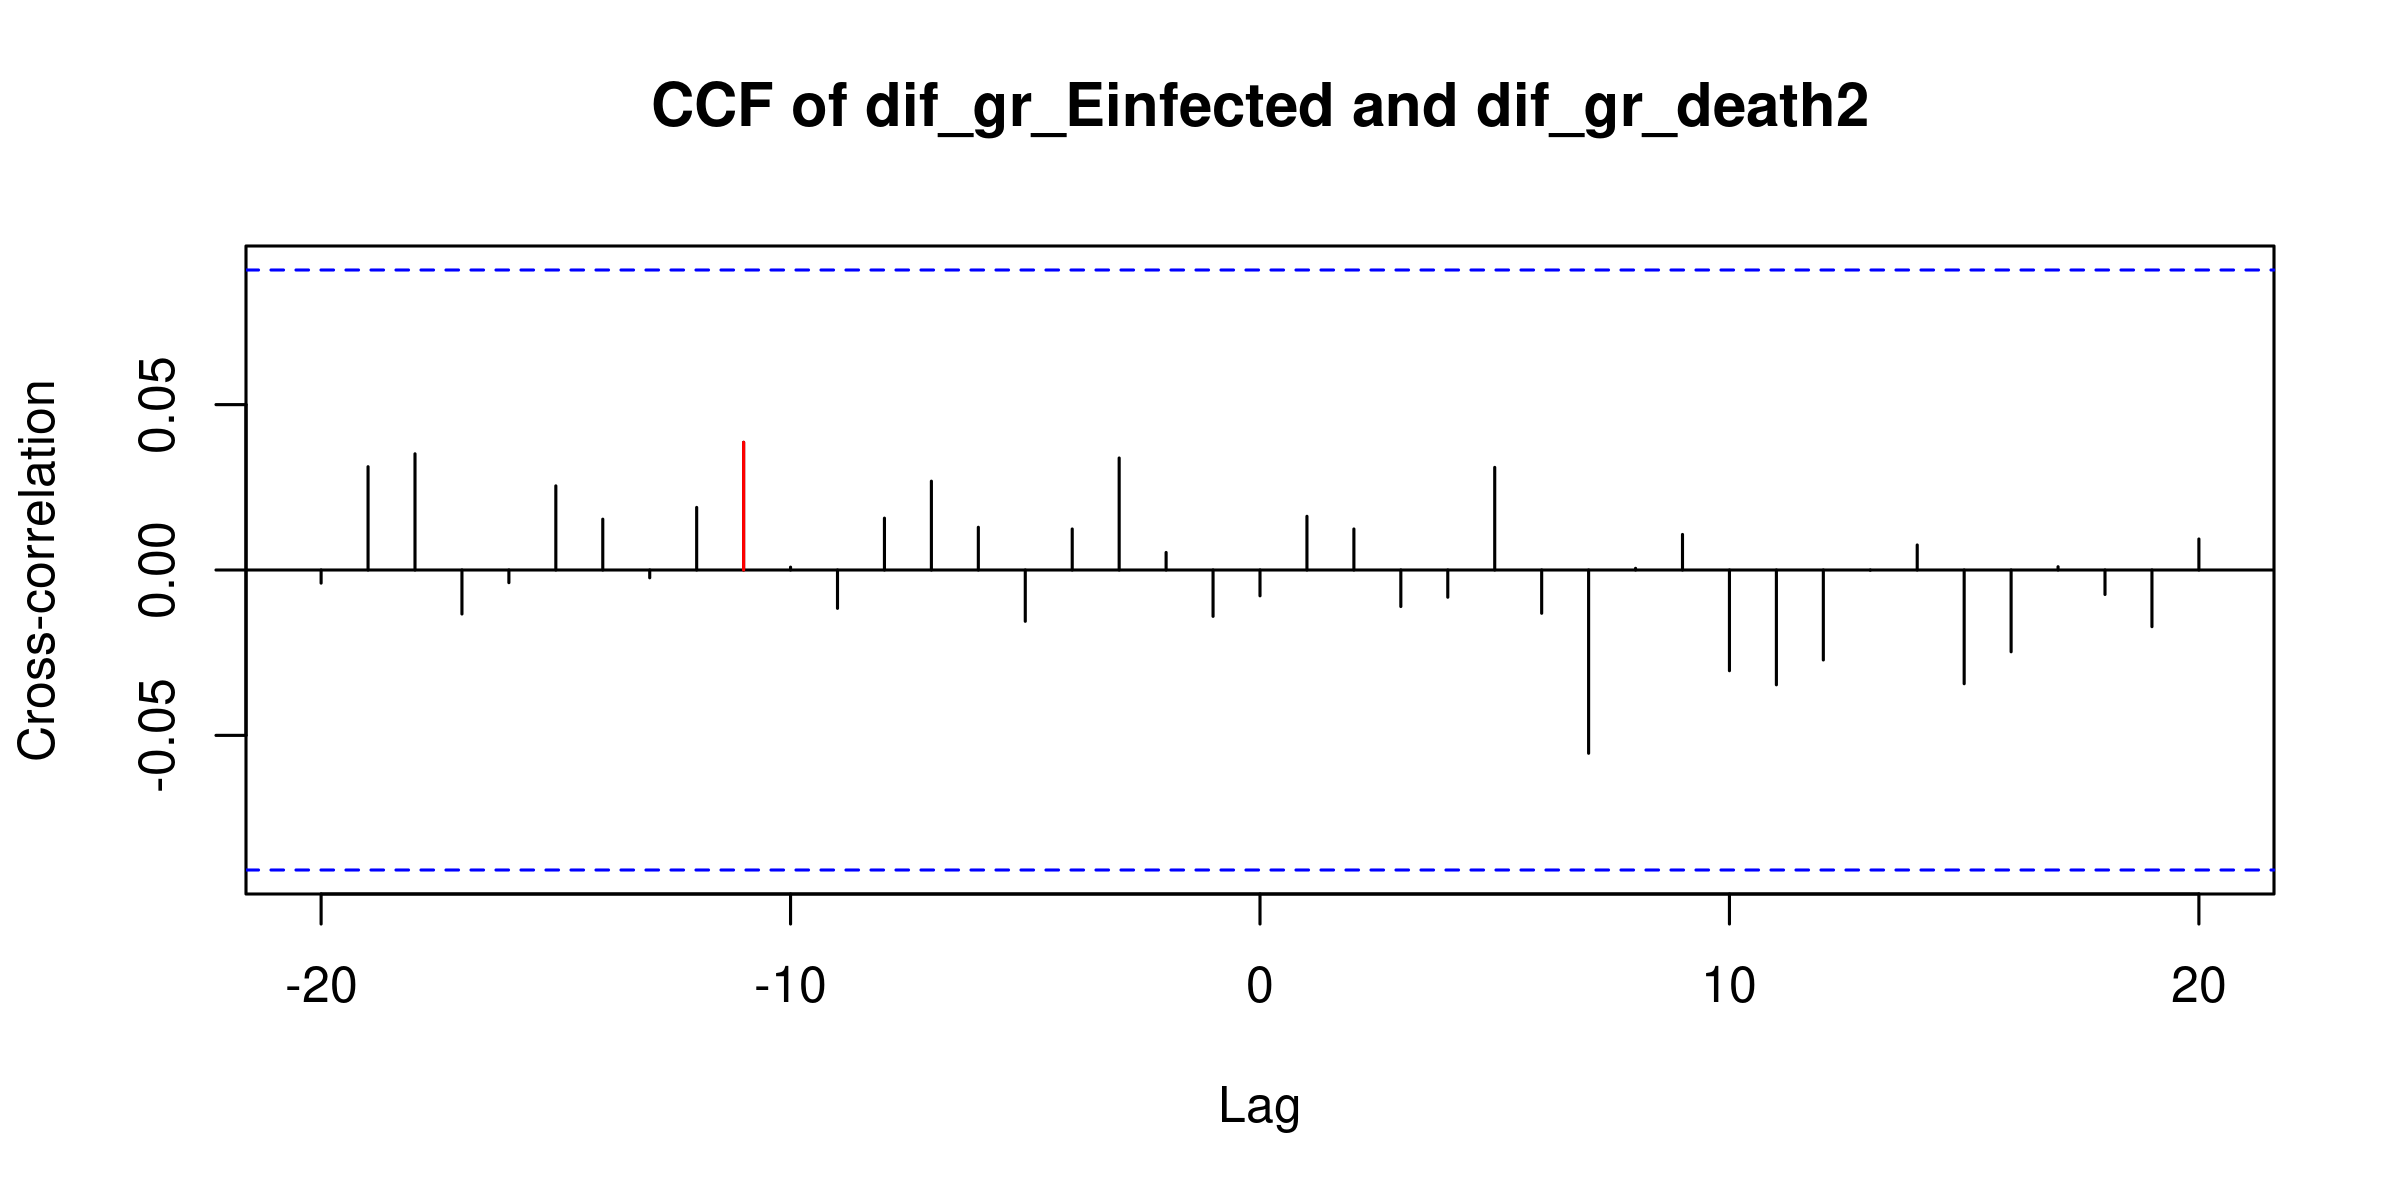 CCF of dif_gr_Einfected and dif_gr_death2
Cross-correlation
0.05
0.00
-0.05
-20 -10 0 10 20
Lag